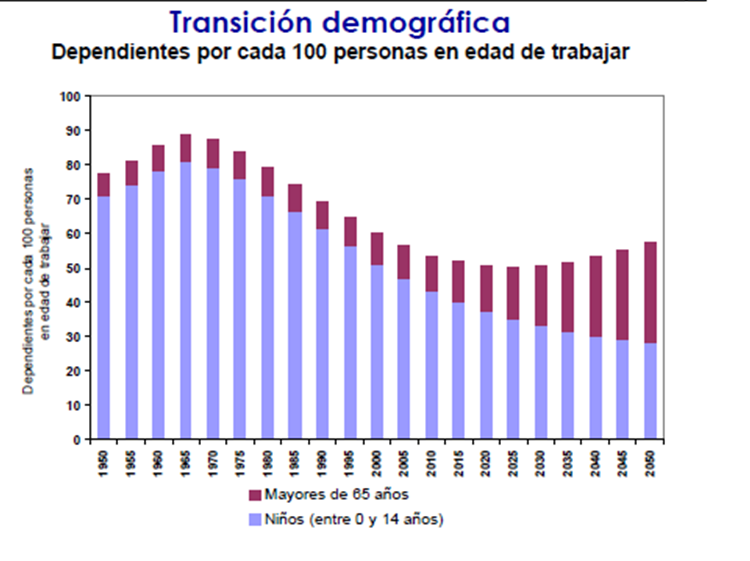 Transición demográfica
Dependientes por cada 100 personas en edad de trabajar
Dependientes por cada 100 personas
en edad de trabajar
100
90
80
70
60
50
40
30
20
10
0
1950 1955 1960 1965 1970 1975 1980 1985 1990 1995 2000 2005 2010 2015 2020 2025 2030 2035 2040 2045 2050
Mayores de 65 años
Niños (entre 0 y 14 años)